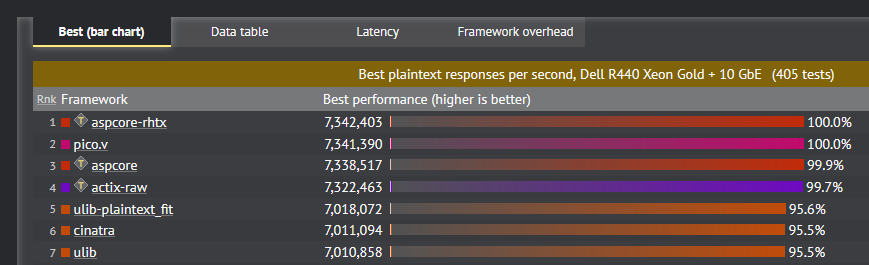 Best (bar chart) Data table Latency Framework overhead
Best plaintext responses per second, Dell R440 Xeon Gold + 10 GbE (405 tests)
Rnk Framework Best performance (higher is better)
1 T aspcore-rhtx 7,342,403 100.0%
2 pico.v 7,341,390 100.0%
3 T aspcore 7,338,517 99.9%
4 T actix-raw 7,322,463 99.7%
5 ulib-plaintext_fit 7,018,072 95.6%
6 cinatra 7,011,094 95.5%
7 ulib 7,010,858 95.5%